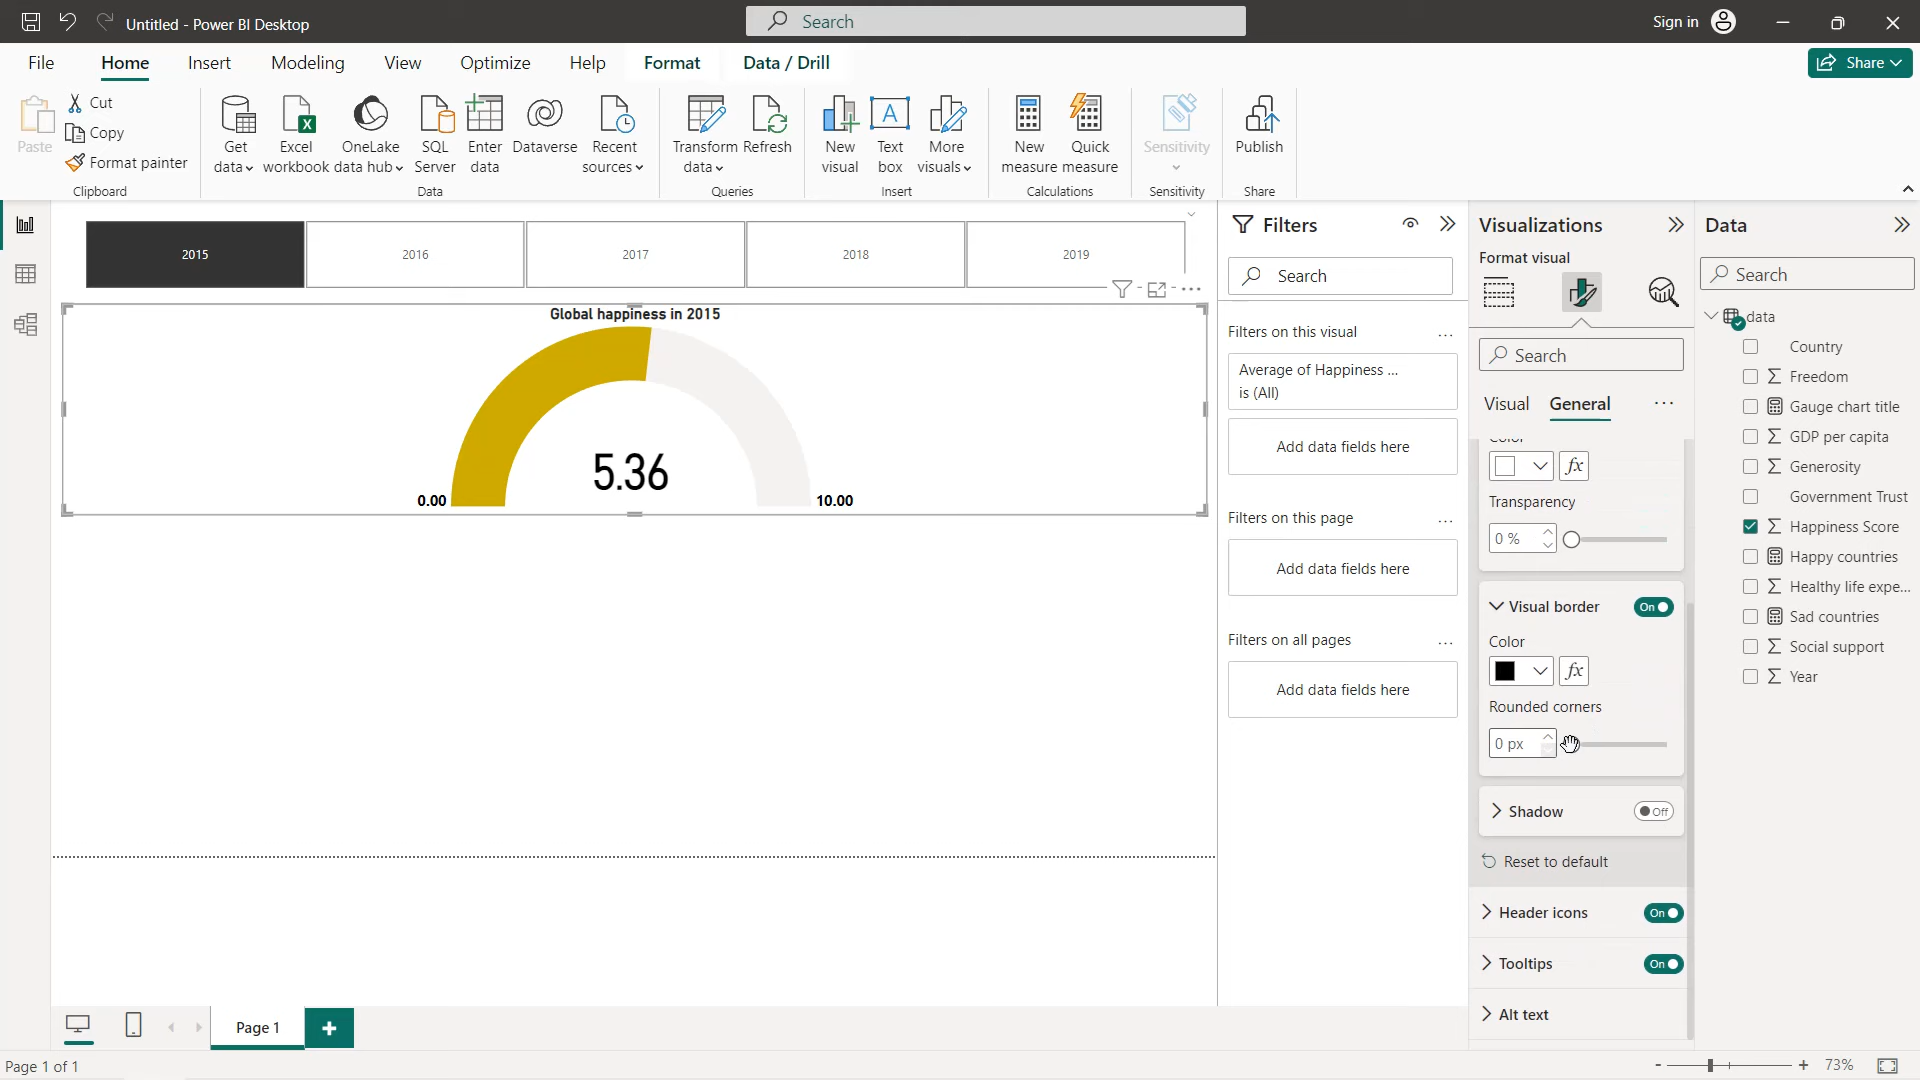 Untitled - Power BI Desktop
Search
Sign in
File
Home
Insert
Modeling
View
Optimize
Help
Format
Data / Drill
Share
Paste
Cut
Copy
Format painter
Clipboard
Get
data
Excel
workbook
OneLake
data hub
SQL
Server
Enter
data
Dataverse
Recent
sources
Data
Transform
data
Refresh
Queries
New
visual
Text
box
More
visuals
Insert
New
measure
Quick
measure
Calculations
Sensitivity
Sensitivity
Publish
Share
2015
2016
2017
2018
2019
Global happiness in 2015
5.36
0.00
10.00
Filters
Search
Filters on this visual
...
Average of Happiness ...
is (All)
Add data fields here
Filters on this page
...
Add data fields here
Filters on all pages
...
Add data fields here
Visualizations
Format visual
Search
Visual
General
...
Color
fx
Transparency
0 %
Visual border
On
Color
fx
Rounded corners
0 px
Shadow
Off
Reset to default
Header icons
On
Tooltips
On
Alt text
Data
Search
data
Country
Freedom
Gauge chart title
GDP per capita
Generosity
Government Trust
Happiness Score
Happy countries
Healthy life expe...
Sad countries
Social support
Year
Page 1
+
Page 1 of 1
-
+
73%